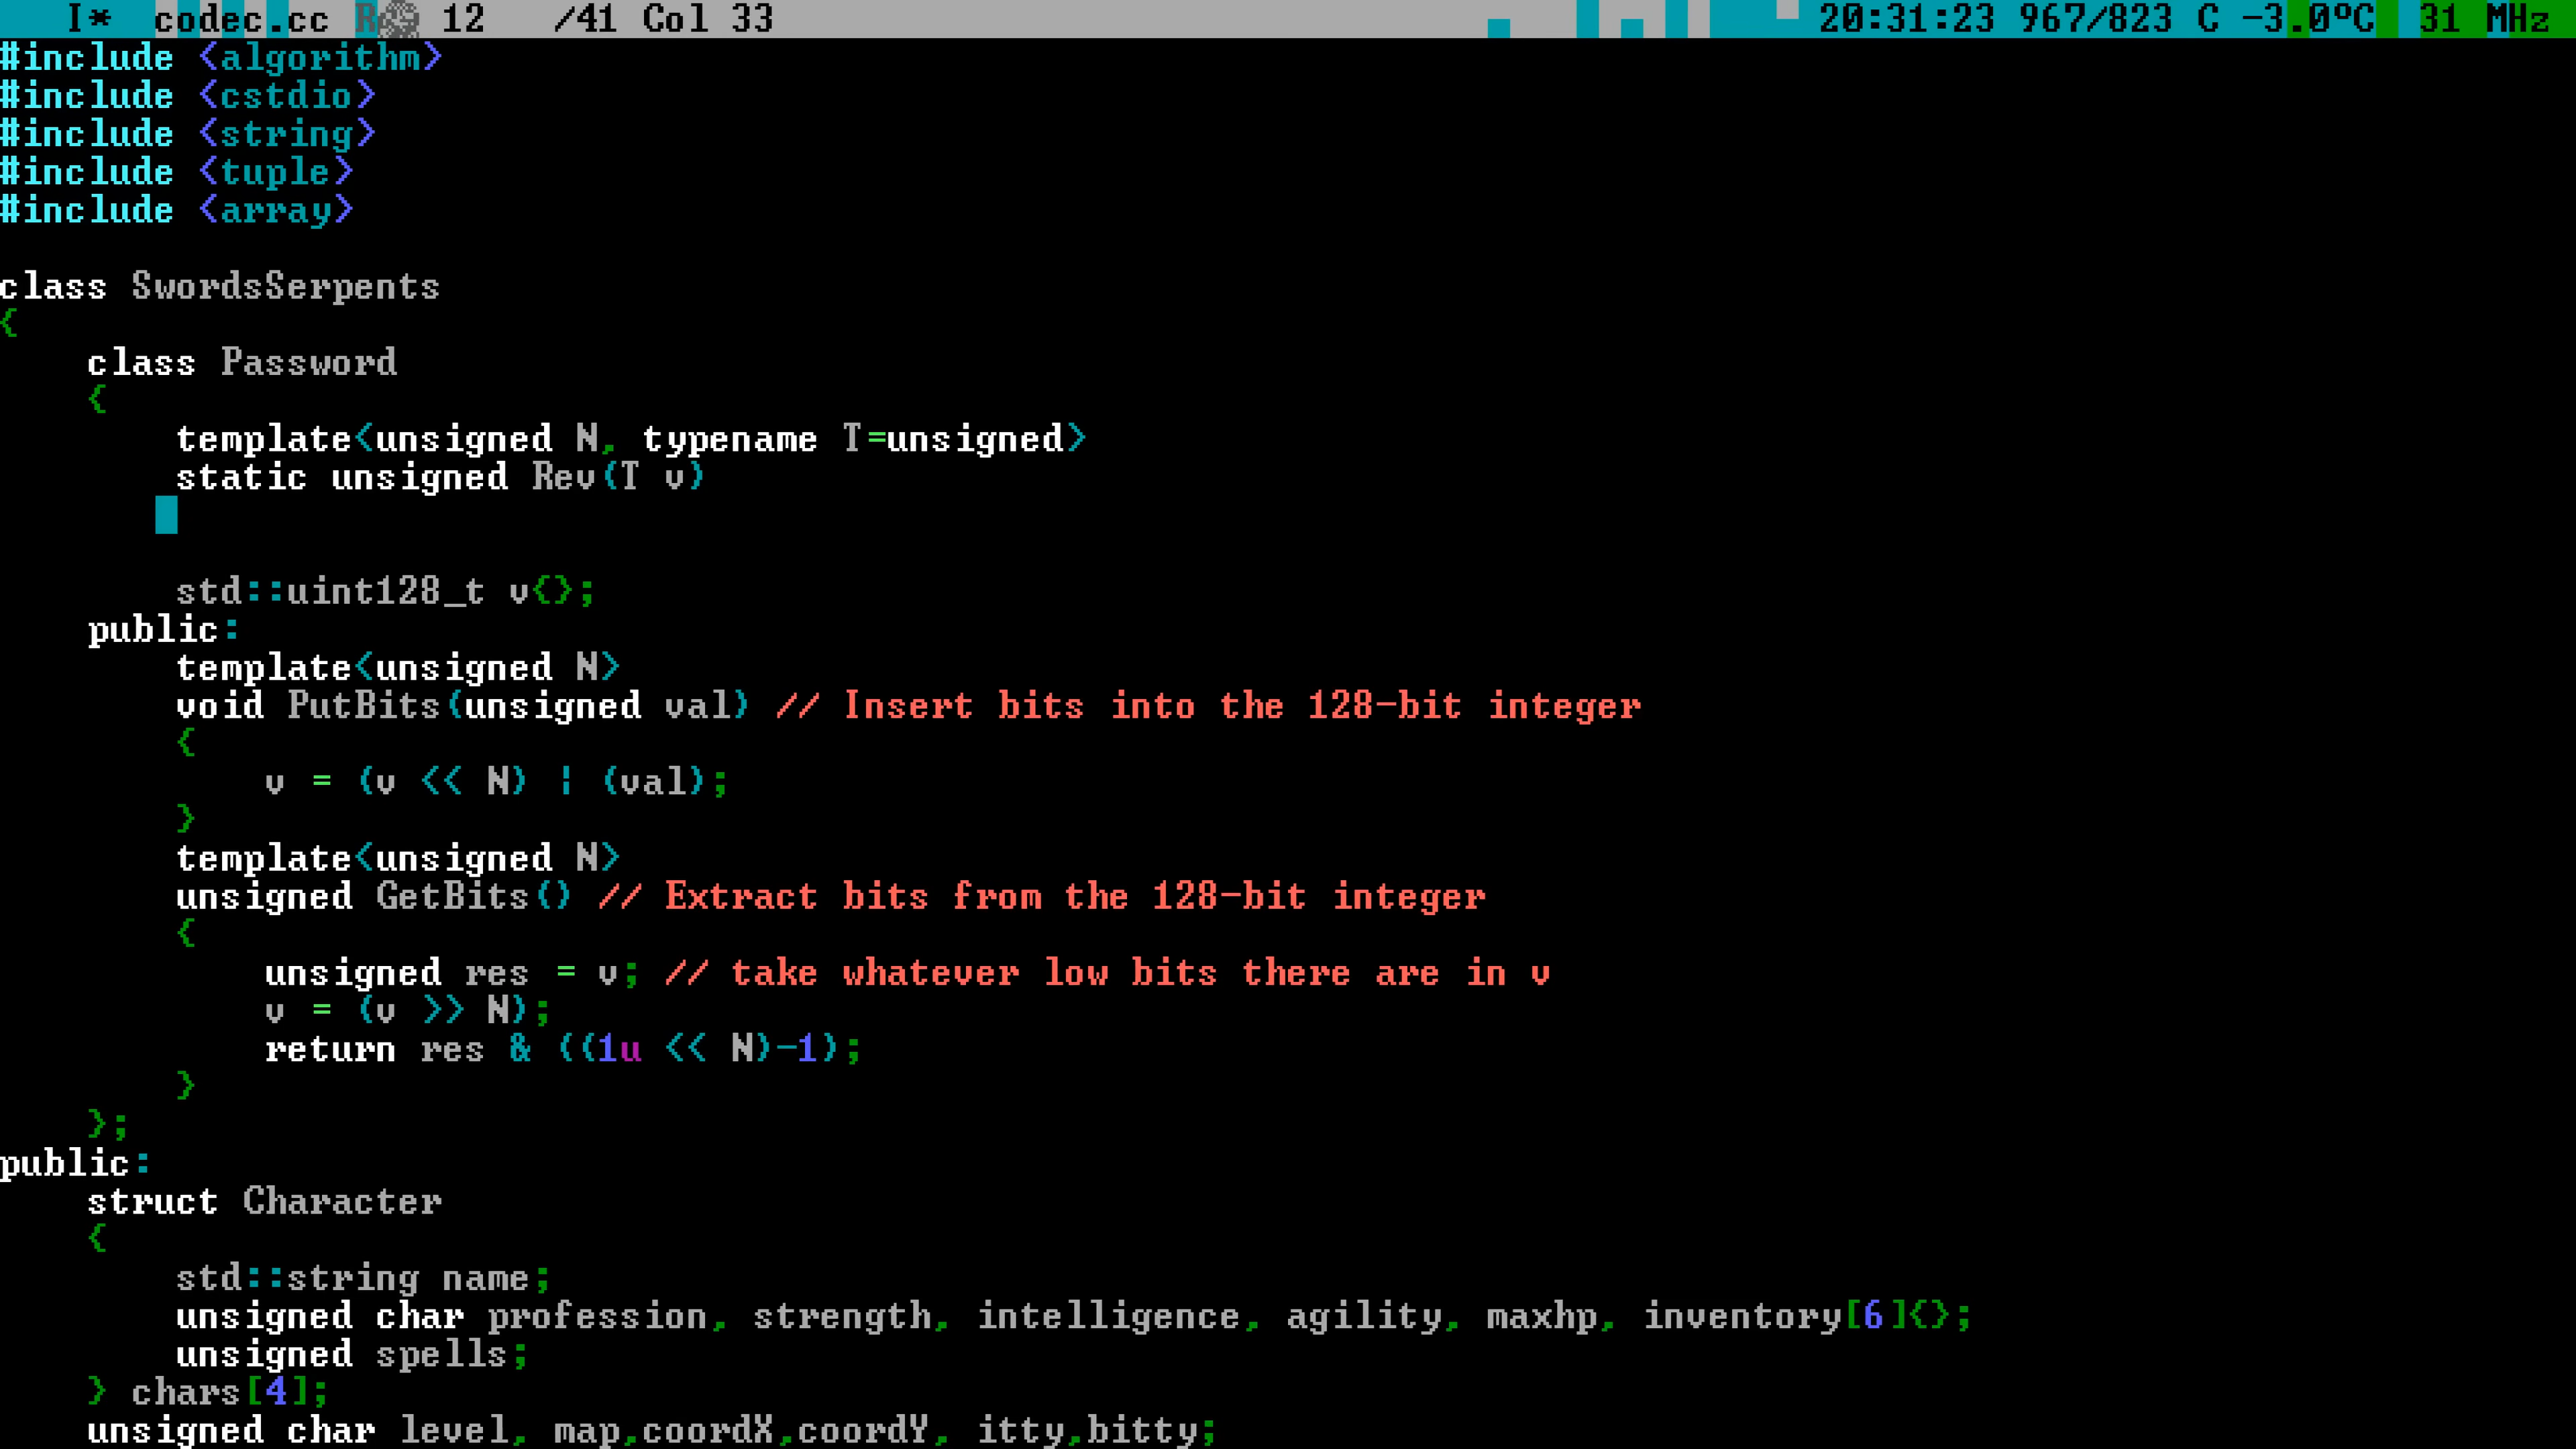 I* codec.cc 12 /41 Col 33 20:31:23 967/823 C -3.0ºC 31 MHz
#include <algorithm>
#include <cstdio>
#include <string>
#include <tuple>
#include <array>
class SwordsSerpents
{
class Password
{
template<unsigned N, typename T=unsigned>
static unsigned Rev(T v)
std::uint128_t v{};
public:
template<unsigned N>
void PutBits(unsigned val) // Insert bits into the 128-bit integer
{
v = (v << N) | (val);
}
template<unsigned N>
unsigned GetBits() // Extract bits from the 128-bit integer
{
unsigned res = v; // take whatever low bits there are in v
v = (v >> N);
return res & ((1u << N)-1);
}
};
public:
struct Character
{
std::string name;
unsigned char profession, strength, intelligence, agility, maxhp, inventory[6]{};
unsigned spells;
} chars[4];
unsigned char level, map,coordX,coordY, itty,bitty;